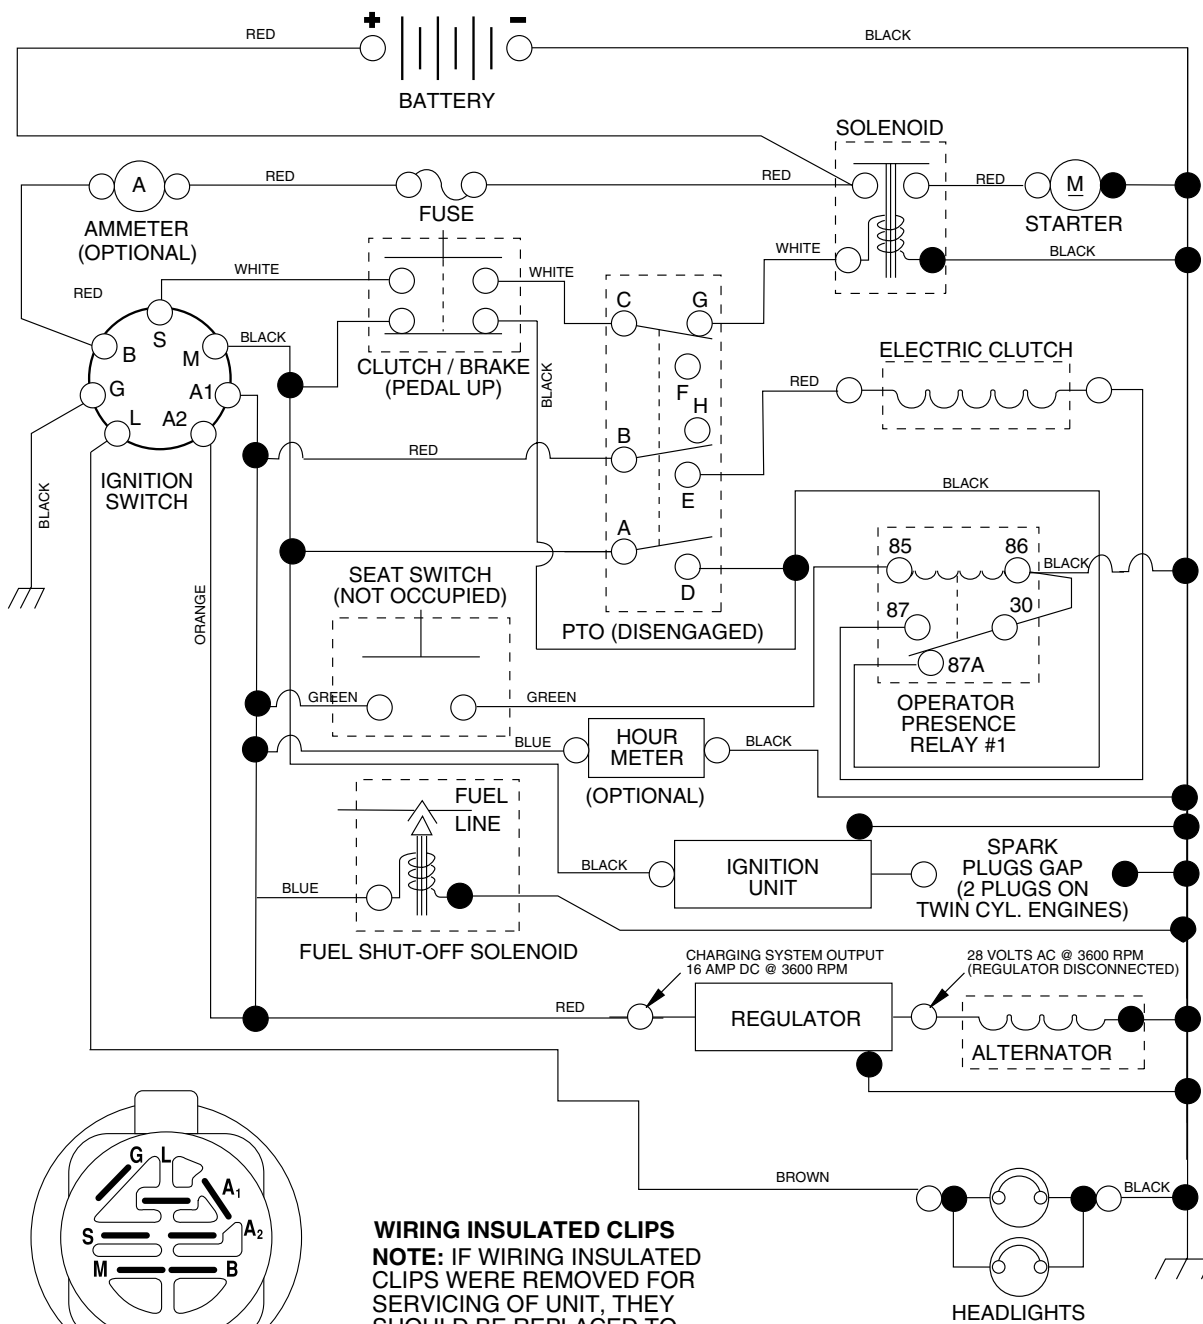 + -
RED
BLACK
BATTERY
SOLENOID
A
RED
RED
RED
M
FUSE
STARTER
AMMETER
(OPTIONAL)
WHITE
BLACK
WHITE
WHITE
RED
S
C
G
B
M
BLACK
CLUTCH / BRAKE
(PEDAL UP)
BLACK
F
ELECTRIC CLUTCH
RED
G
A1
L
A2
H
B
RED
E
IGNITION
SWITCH
BLACK
BLACK
A
D
85
86
BLACK
SEAT SWITCH
(NOT OCCUPIED)
ORANGE
87
30
PTO (DISENGAGED)
87A
GREEN
GREEN
OPERATOR
PRESENCE
RELAY #1
BLUE
HOUR
METER
BLACK
(OPTIONAL)
FUEL
LINE
BLACK
IGNITION
UNIT
SPARK
PLUGS GAP
(2 PLUGS ON
TWIN CYL. ENGINES)
BLUE
FUEL SHUT-OFF SOLENOID
CHARGING SYSTEM OUTPUT
16 AMP DC @ 3600 RPM
28 VOLTS AC @ 3600 RPM
(REGULATOR DISCONNECTED)
RED
REGULATOR
ALTERNATOR
G L
A1
S
A2
M
B
BROWN
BLACK
HEADLIGHTS
WIRING INSULATED CLIPS
NOTE: IF WIRING INSULATED
CLIPS WERE REMOVED FOR
SERVICING OF UNIT, THEY
SHOULD BE REPLACED TO